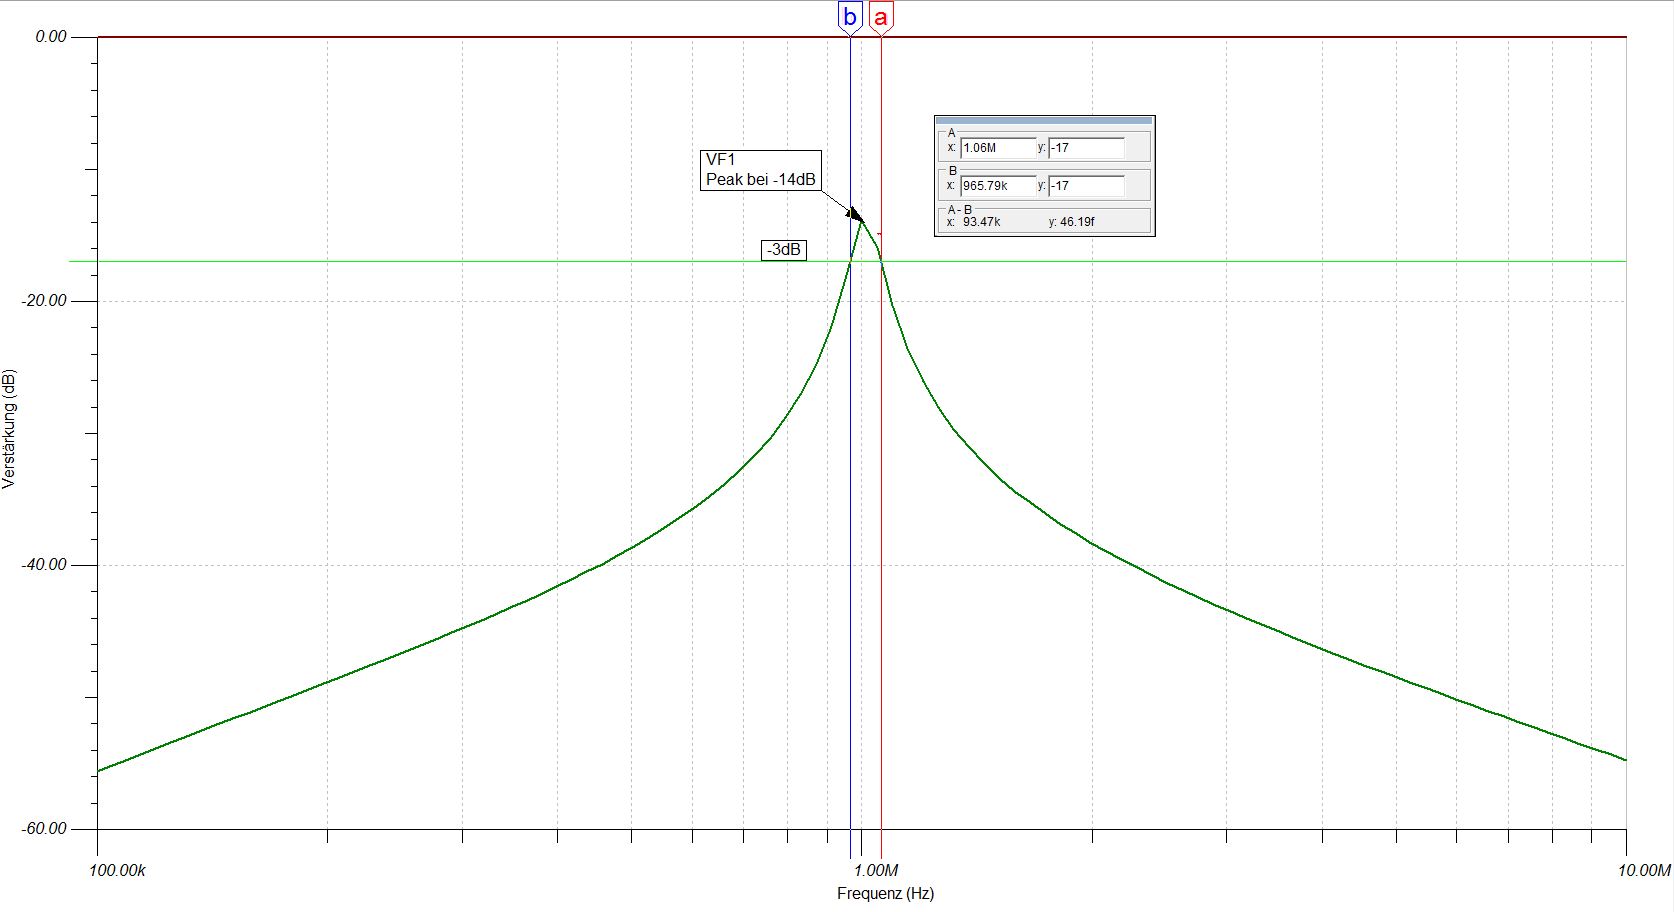 b a
0.00
VF1
Peak bei -14dB
A
x: 1.06M y: -17
B
x: 965.79k y: -17
A - B
x: 93.47k y: 46.19f
-3dB
-20.00
Verstärkung (dB)
-40.00
-60.00
100.00k 1.00M 10.00M
Frequenz (Hz)